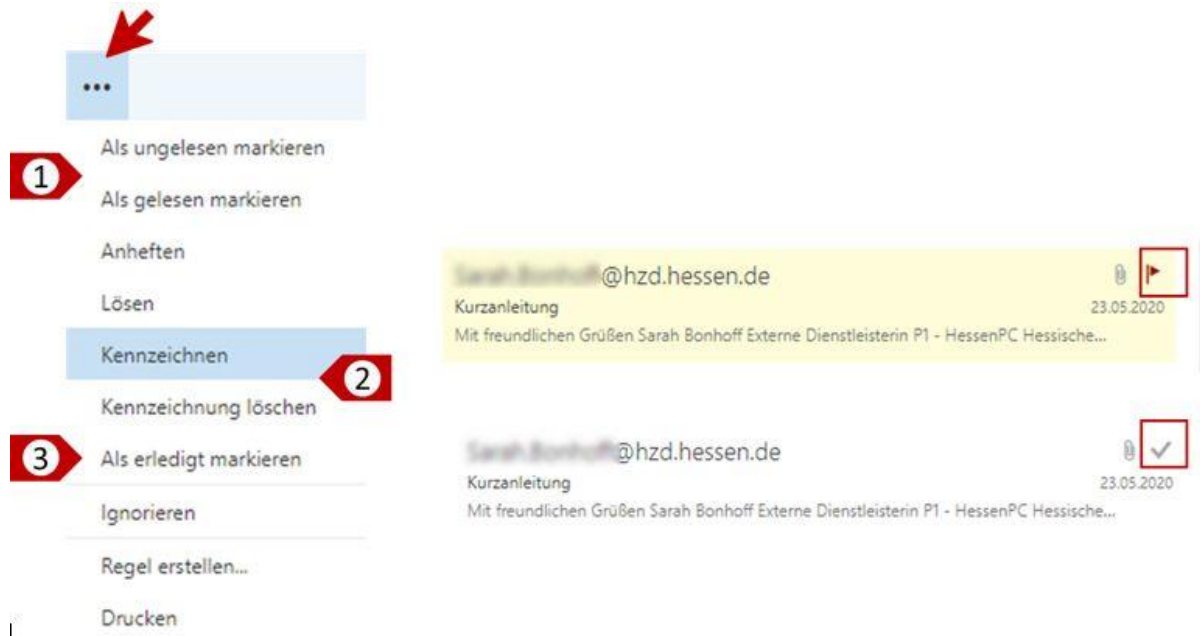 •••
Als ungelesen markieren
1
Als gelesen markieren
Anheften
Lösen
Kennzeichnen
2
Kennzeichnung löschen
3
Als erledigt markieren
Ignorieren
Regel erstellen...
Drucken
@hzd.hessen.de
Kurzanleitung
23.05.2020
Mit freundlichen Grüßen Sarah Bonhoff Externe Dienstleisterin P1 - HessenPC Hessische...
@hzd.hessen.de
Kurzanleitung
23.05.2020
Mit freundlichen Grüßen Sarah Bonhoff Externe Dienstleisterin P1 - HessenPC Hessische...